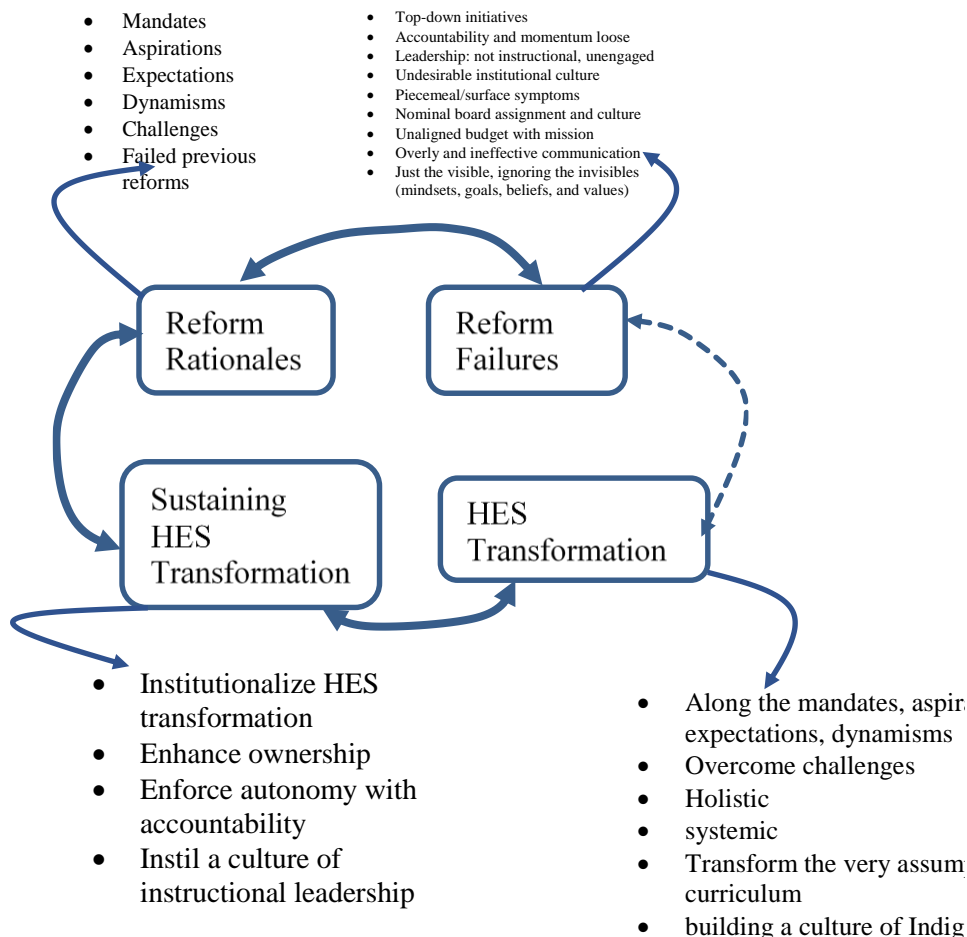 • Mandates
• Aspirations
• Expectations
• Dynamisms
• Challenges
• Failed previous
reforms
• Top-down initiatives
• Accountability and momentum loose
• Leadership: not instructional, unengaged
• Undesirable institutional culture
• Piecemeal/surface symptoms
• Nominal board assignment and culture
• Unaligned budget with mission
• Overly and ineffective communication
• Just the visible, ignoring the invisibles
(mindsets, goals, beliefs, and values)
Reform
Rationales
Reform
Failures
Sustaining
HES
Transformation
HES
Transformation
• Institutionalize HES
transformation
• Enhance ownership
• Enforce autonomy with
accountability
• Instil a culture of
instructional leadership
• Along the mandates,
expectations, dynamisms
• Overcome challenges
• Holistic
• systemic
• Transform the very
curriculum
• building a culture of